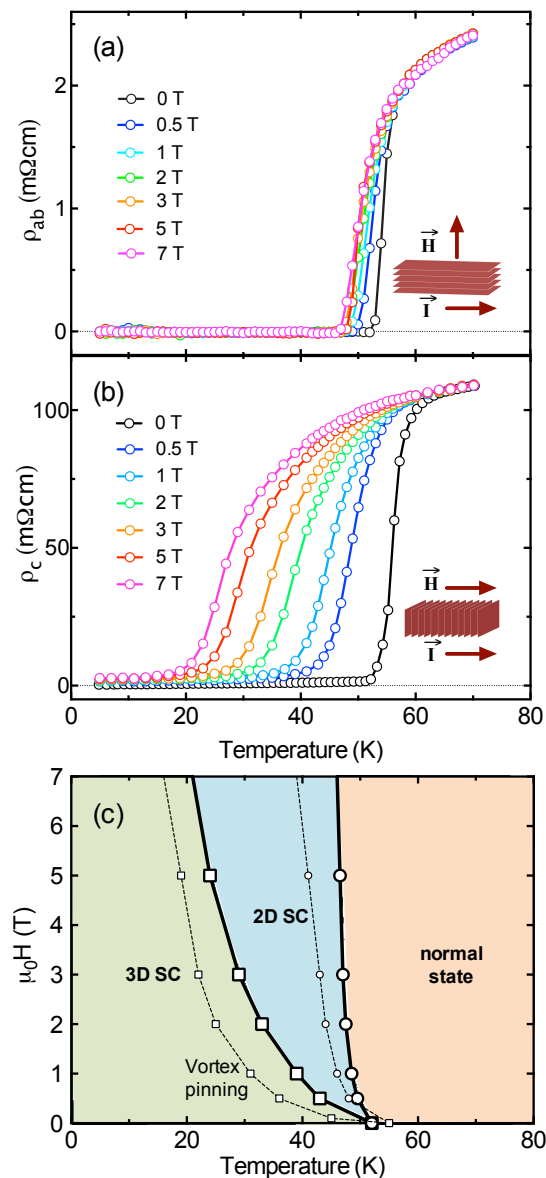 (a)
2
1
0
ρab (mΩcm)
0 T
0.5 T
1 T
2 T
3 T
5 T
7 T
H
I
(b)
100
50
0
ρc (mΩcm)
0 T
0.5 T
1 T
2 T
3 T
5 T
7 T
H
I
0 20 40 60 80
Temperature (K)
(c)
7
6
5
4
3
2
1
0
μ0H (T)
2D SC
3D SC
normal
state
Vortex
pinning
0 20 40 60 80
Temperature (K)